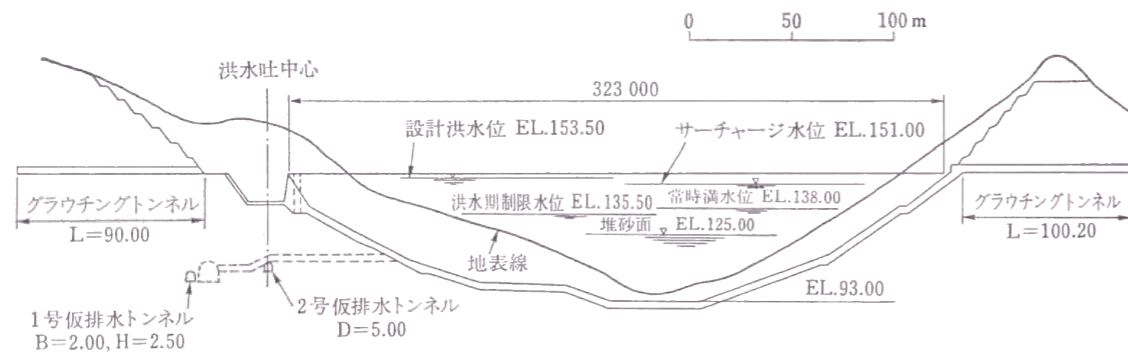 0 50 100 m
洪水吐中心
323 000
設計洪水位 EL.153.50
サーチャージ水位 EL.151.00
洪水期制限水位 EL.135.50
常時満水位 EL.138.00
グラウチングトンネル
L=90.00
堆砂面 EL.125.00
グラウチングトンネル
L=100.20
地表線
EL.93.00
1号仮排水トンネル
B=2.00, H=2.50
2号仮排水トンネル
D=5.00